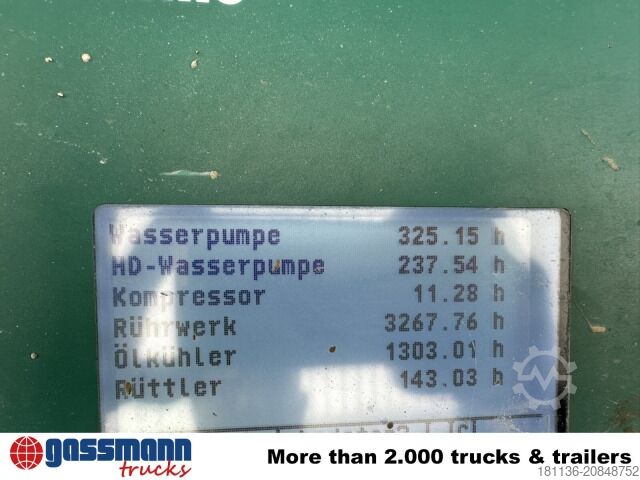 Wasserpumpe 325.15 h
HD-Wasserpumpe 237.54 h
Kompressor 11.28 h
Rührwerk 3267.76 h
Ölkühler 1303.01 h
Rüttler 143.03 h
gassmann trucks
More than 2.000 trucks & trailers
181136-20848752